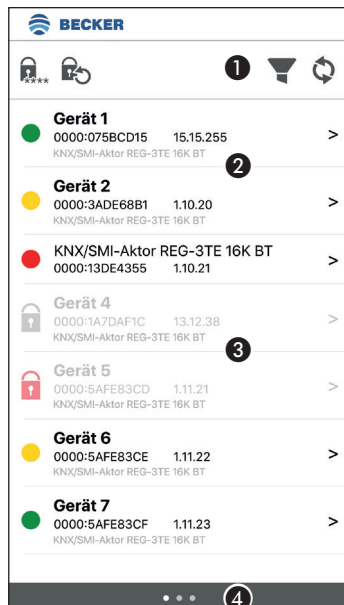 BECKER
**** 1
Gerät 1
0000:075BCD15 15.15.255 >
KNX/SMI-Aktor REG-3TE 16K BT
2
Gerät 2
0000:3ADE68B1 1.10.20 >
KNX/SMI-Aktor REG-3TE 16K BT
KNX/SMI-Aktor REG-3TE 16K BT
0000:13DE4355 1.10.21 >
Gerät 4
0000:1A7DAF1C 13.12.38 >
KNX/SMI-Aktor REG-3TE 16K BT
3
Gerät 5
0000:5AFE83CD 1.11.21 >
KNX/SMI-Aktor REG-3TE 16K BT
Gerät 6
0000:5AFE83CE 1.11.22 >
KNX/SMI-Aktor REG-3TE 16K BT
Gerät 7
0000:5AFE83CF 1.11.23 >
KNX/SMI-Aktor REG-3TE 16K BT
4